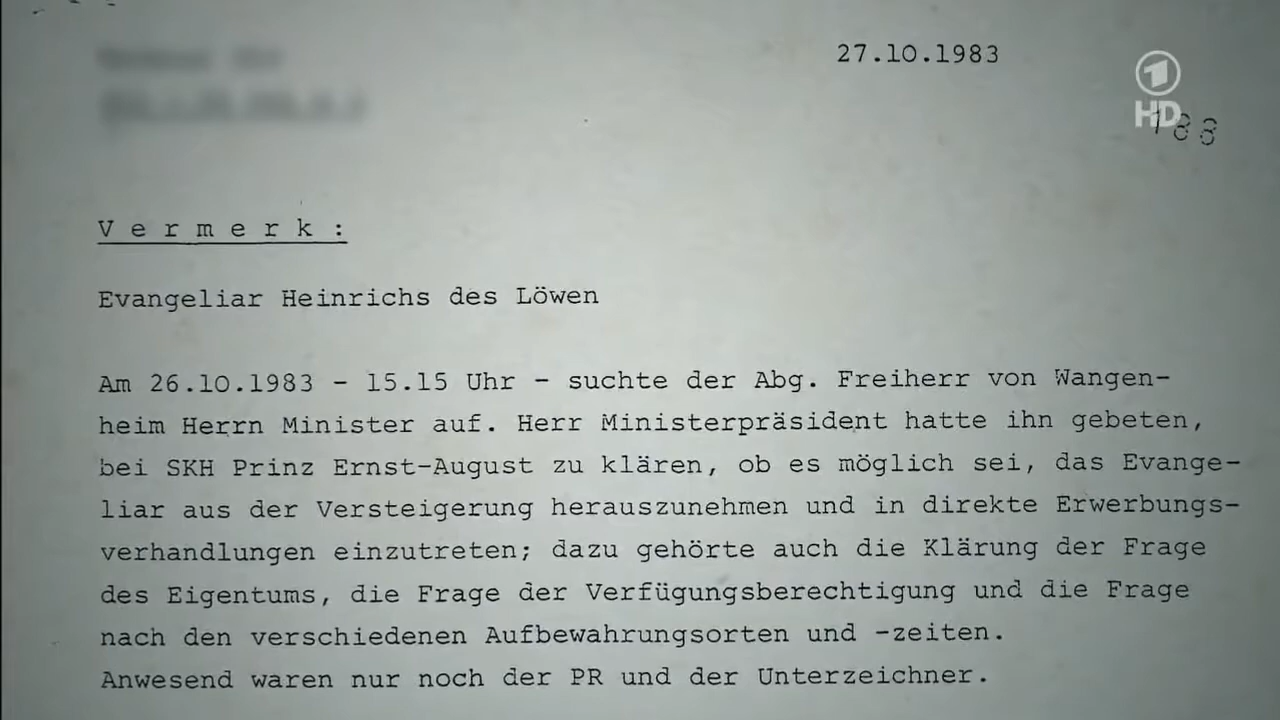 27.10.1983
1
HD
188
V e r m e r k :
Evangeliar Heinrichs des Löwen
Am 26.10.1983 - 15.15 Uhr - suchte der Abg. Freiherr von Wangen-
heim Herrn Minister auf. Herr Ministerpräsident hatte ihn gebeten,
bei SKH Prinz Ernst-August zu klären, ob es möglich sei, das Evange-
liar aus der Versteigerung herauszunehmen und in direkte Erwerbungs-
verhandlungen einzutreten; dazu gehörte auch die Klärung der Frage
des Eigentums, die Frage der Verfügungsberechtigung und die Frage
nach den verschiedenen Aufbewahrungsorten und -zeiten.
Anwesend waren nur noch der PR und der Unterzeichner.